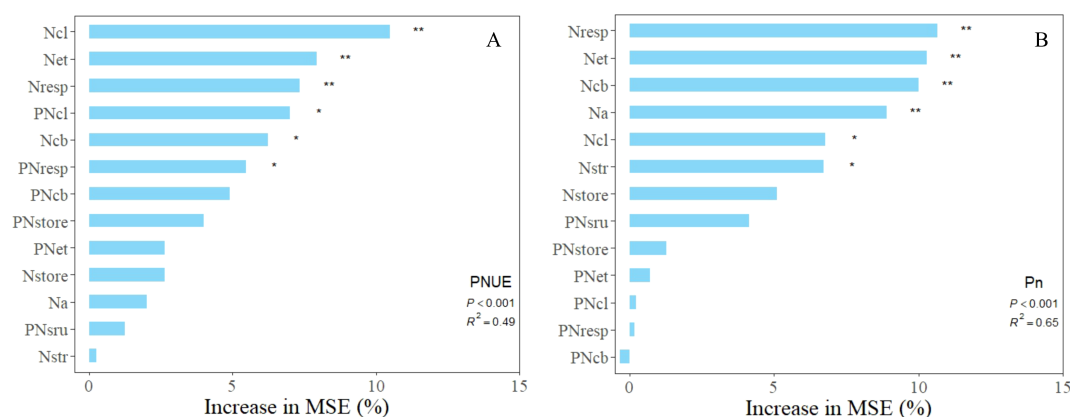 A
Ncl **
Net **
Nresp **
PNcl *
Ncb *
PNresp *
PNcb
PNstore
PNet
Nstore
Na
PNsru
Nstr
PNUE
P < 0.001
R² = 0.49
0 5 10 15
Increase in MSE (%)
B
Nresp **
Net **
Ncb **
Na **
Ncl *
Nstr *
Nstore
PNsru
PNstore
PNet
PNcl
PNresp
PNcb
Pn
P < 0.001
R² = 0.65
0 5 10 15
Increase in MSE (%)